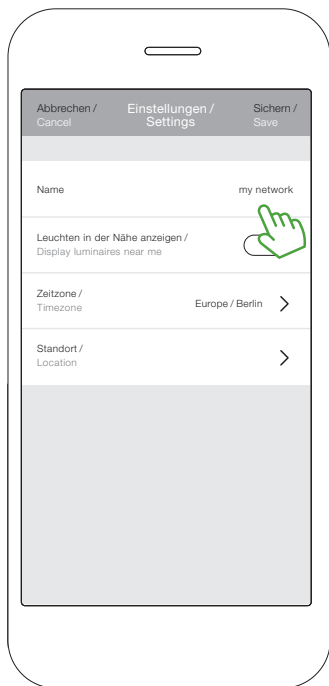 Abbrechen /
Cancel
Einstellungen /
Settings
Sichern /
Save
Name
my network
Leuchten in der Nähe anzeigen /
Display luminaires near me
Zeitzone /
Timezone
Europe / Berlin
Standort /
Location